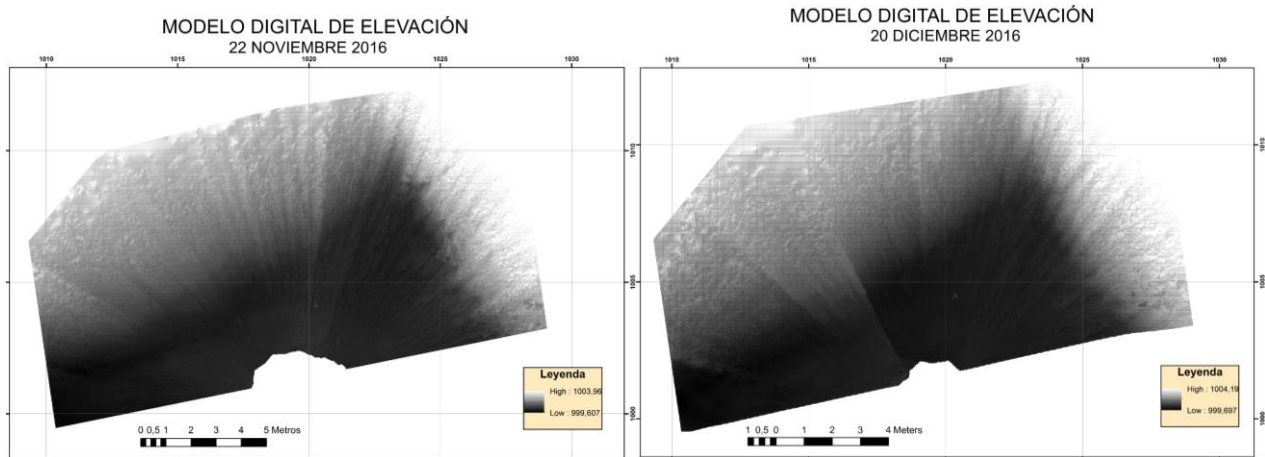 MODELO DIGITAL DE ELEVACIÓN
22 NOVIEMBRE 2016
1010 1015 1020 1025 1030
1010
1005
1000
Leyenda
High : 1003,96
Low : 999,607
0 0,5 1 2 3 4 5 Metros
MODELO DIGITAL DE ELEVACIÓN
20 DICIEMBRE 2016
1010 1015 1020 1025 1030
1010
1005
1000
Leyenda
High : 1004,19
Low : 999,697
1 0,5 0 1 2 3 4 Meters